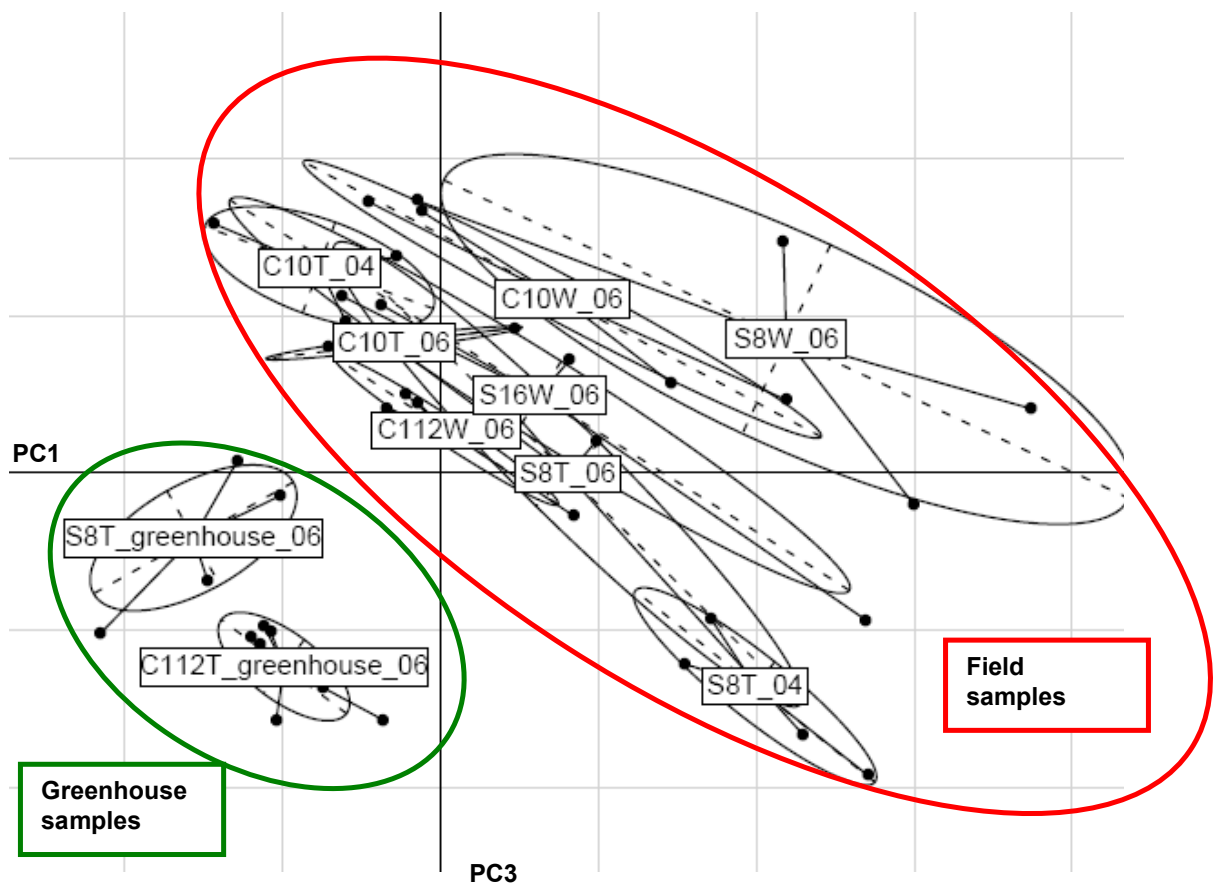 C10T_04
C10W_06
S8W_06
C10T_06
S16W_06
C112W_06
PC1
S8T_06
S8T_greenhouse_06
C112T_greenhouse_06
S8T_04
Field
samples
Greenhouse
samples
PC3